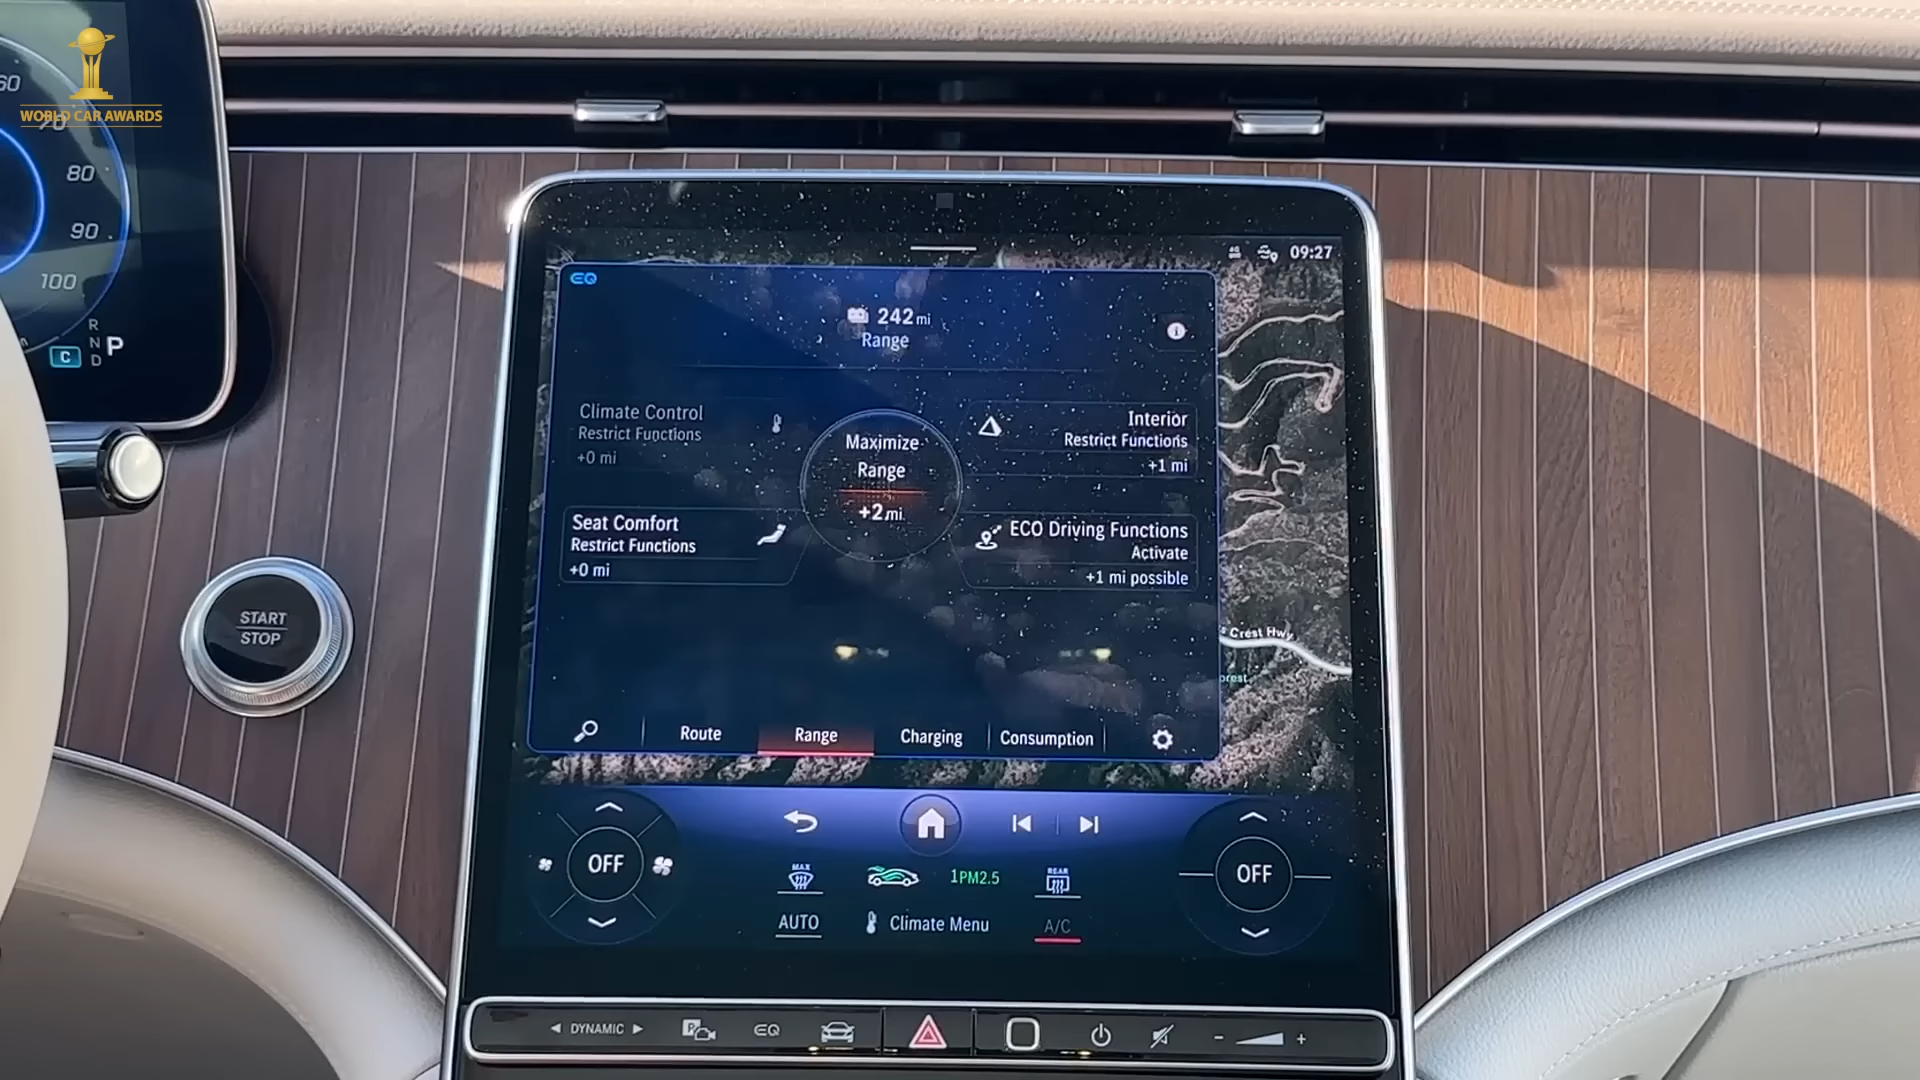 60
WORLD CAR AWARDS
70
80
90
100
R
N
D
P
C
START
STOP
09:27
EQ
242 mi
Range
Climate Control
Restrict Functions
+0 mi
Maximize
Range
+2 mi
Interior
Restrict Functions
+1 mi
Seat Comfort
Restrict Functions
+0 mi
ECO Driving Functions
Activate
+1 mi possible
s Crest Hwy
orest
Route
Range
Charging
Consumption
OFF
MAX
1PM2.5
REAR
OFF
AUTO
Climate Menu
A/C
DYNAMIC
P
EQ
- +